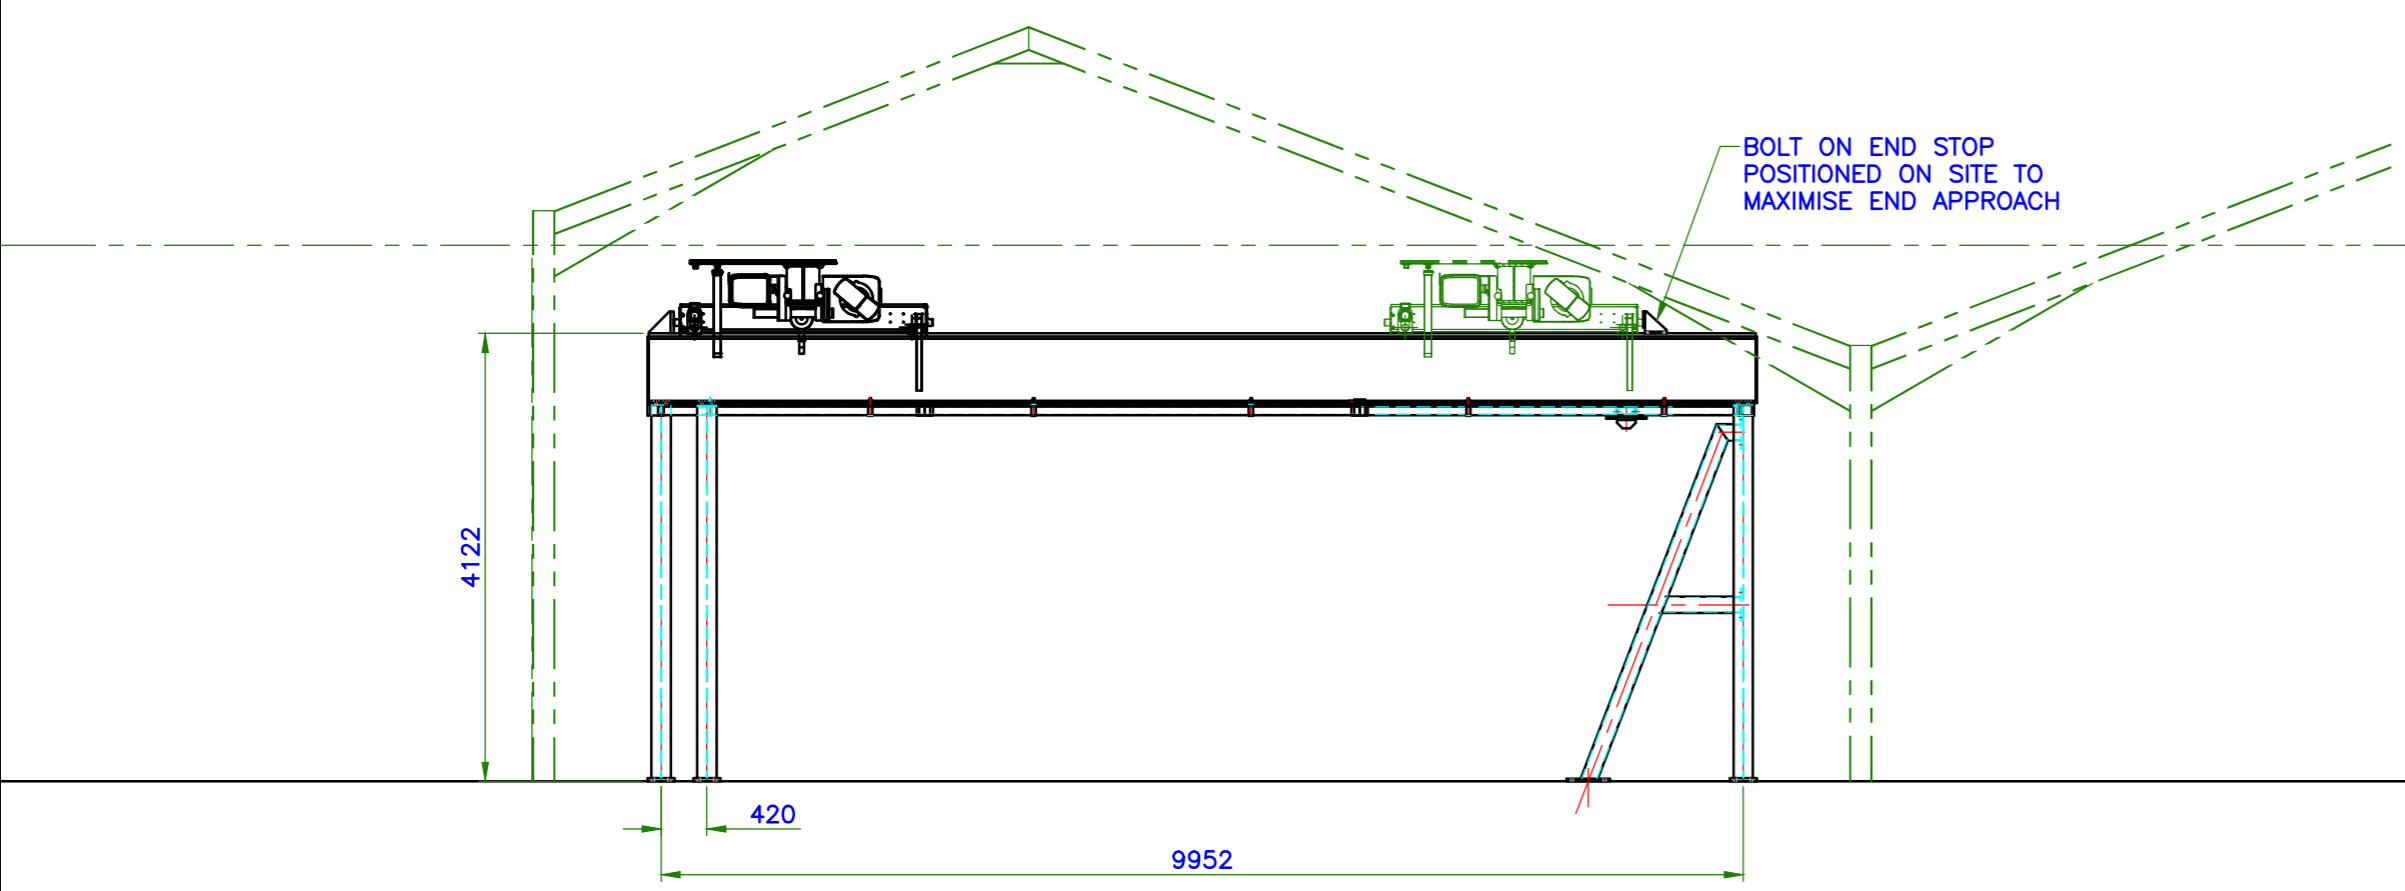 BOLT ON END STOP
POSITIONED ON SITE TO
MAXIMISE END APPROACH
4122
420
9952